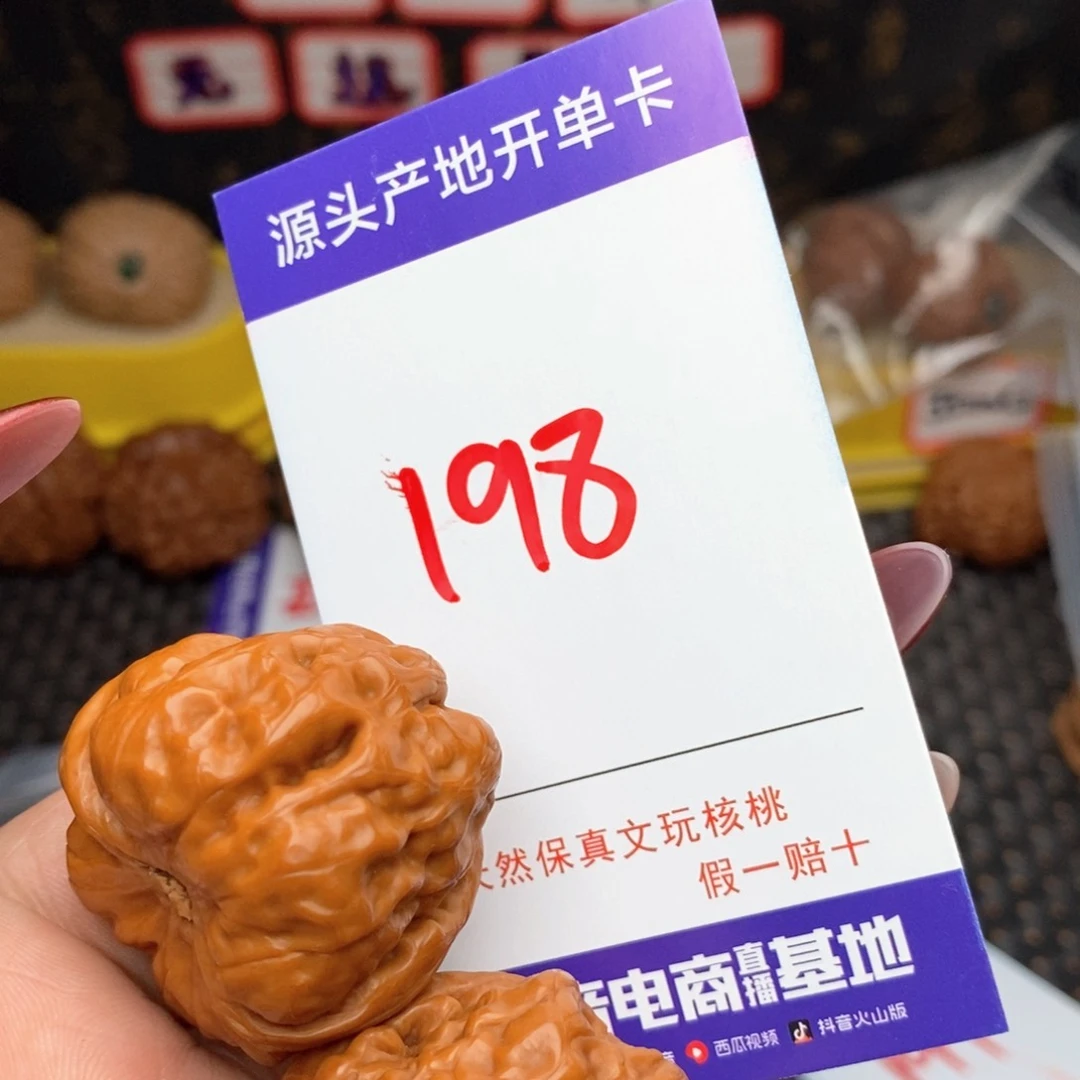 源头产地开单卡
198
然保真文玩核桃
假一赔十
电商直播基地
音 西瓜视频 抖音火山版